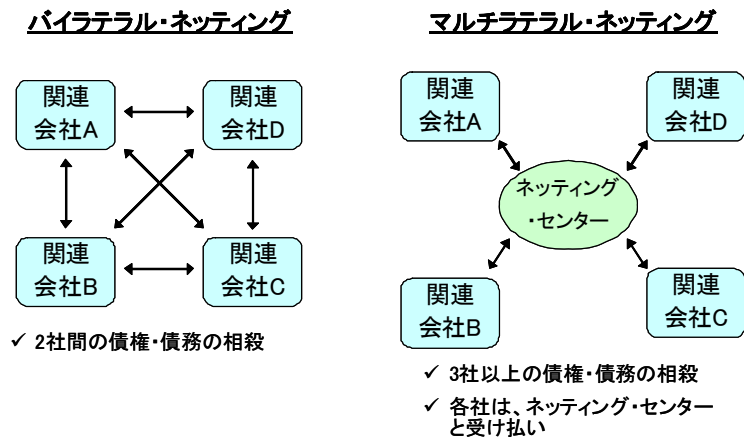 バイラテラル・ネッティング
関連
会社A
関連
会社D
関連
会社B
関連
会社C
✓ 2社間の債権・債務の相殺
マルチラテラル・ネッティング
関連
会社A
関連
会社D
ネッティング
・センター
関連
会社B
関連
会社C
✓ 3社以上の債権・債務の相殺
✓ 各社は、ネッティング・センター
と受け払い